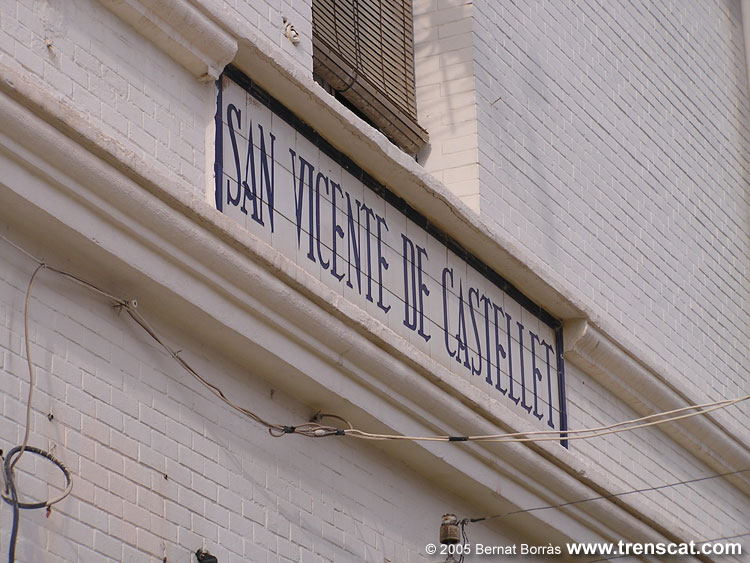 SAN VICENTE DE CASTELLET
© 2005 Bernat Borràs www.trenscat.com